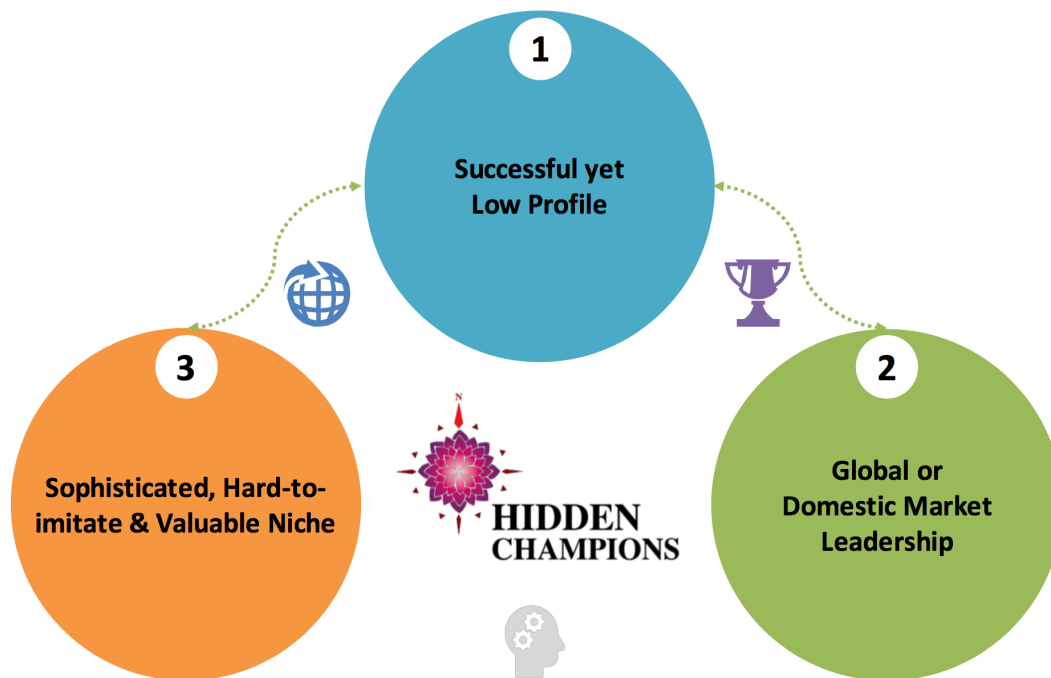 1
Successful yet
Low Profile
3
Sophisticated, Hard-to-
imitate & Valuable Niche
2
Global or
Domestic Market
Leadership
N
HIDDEN
CHAMPIONS